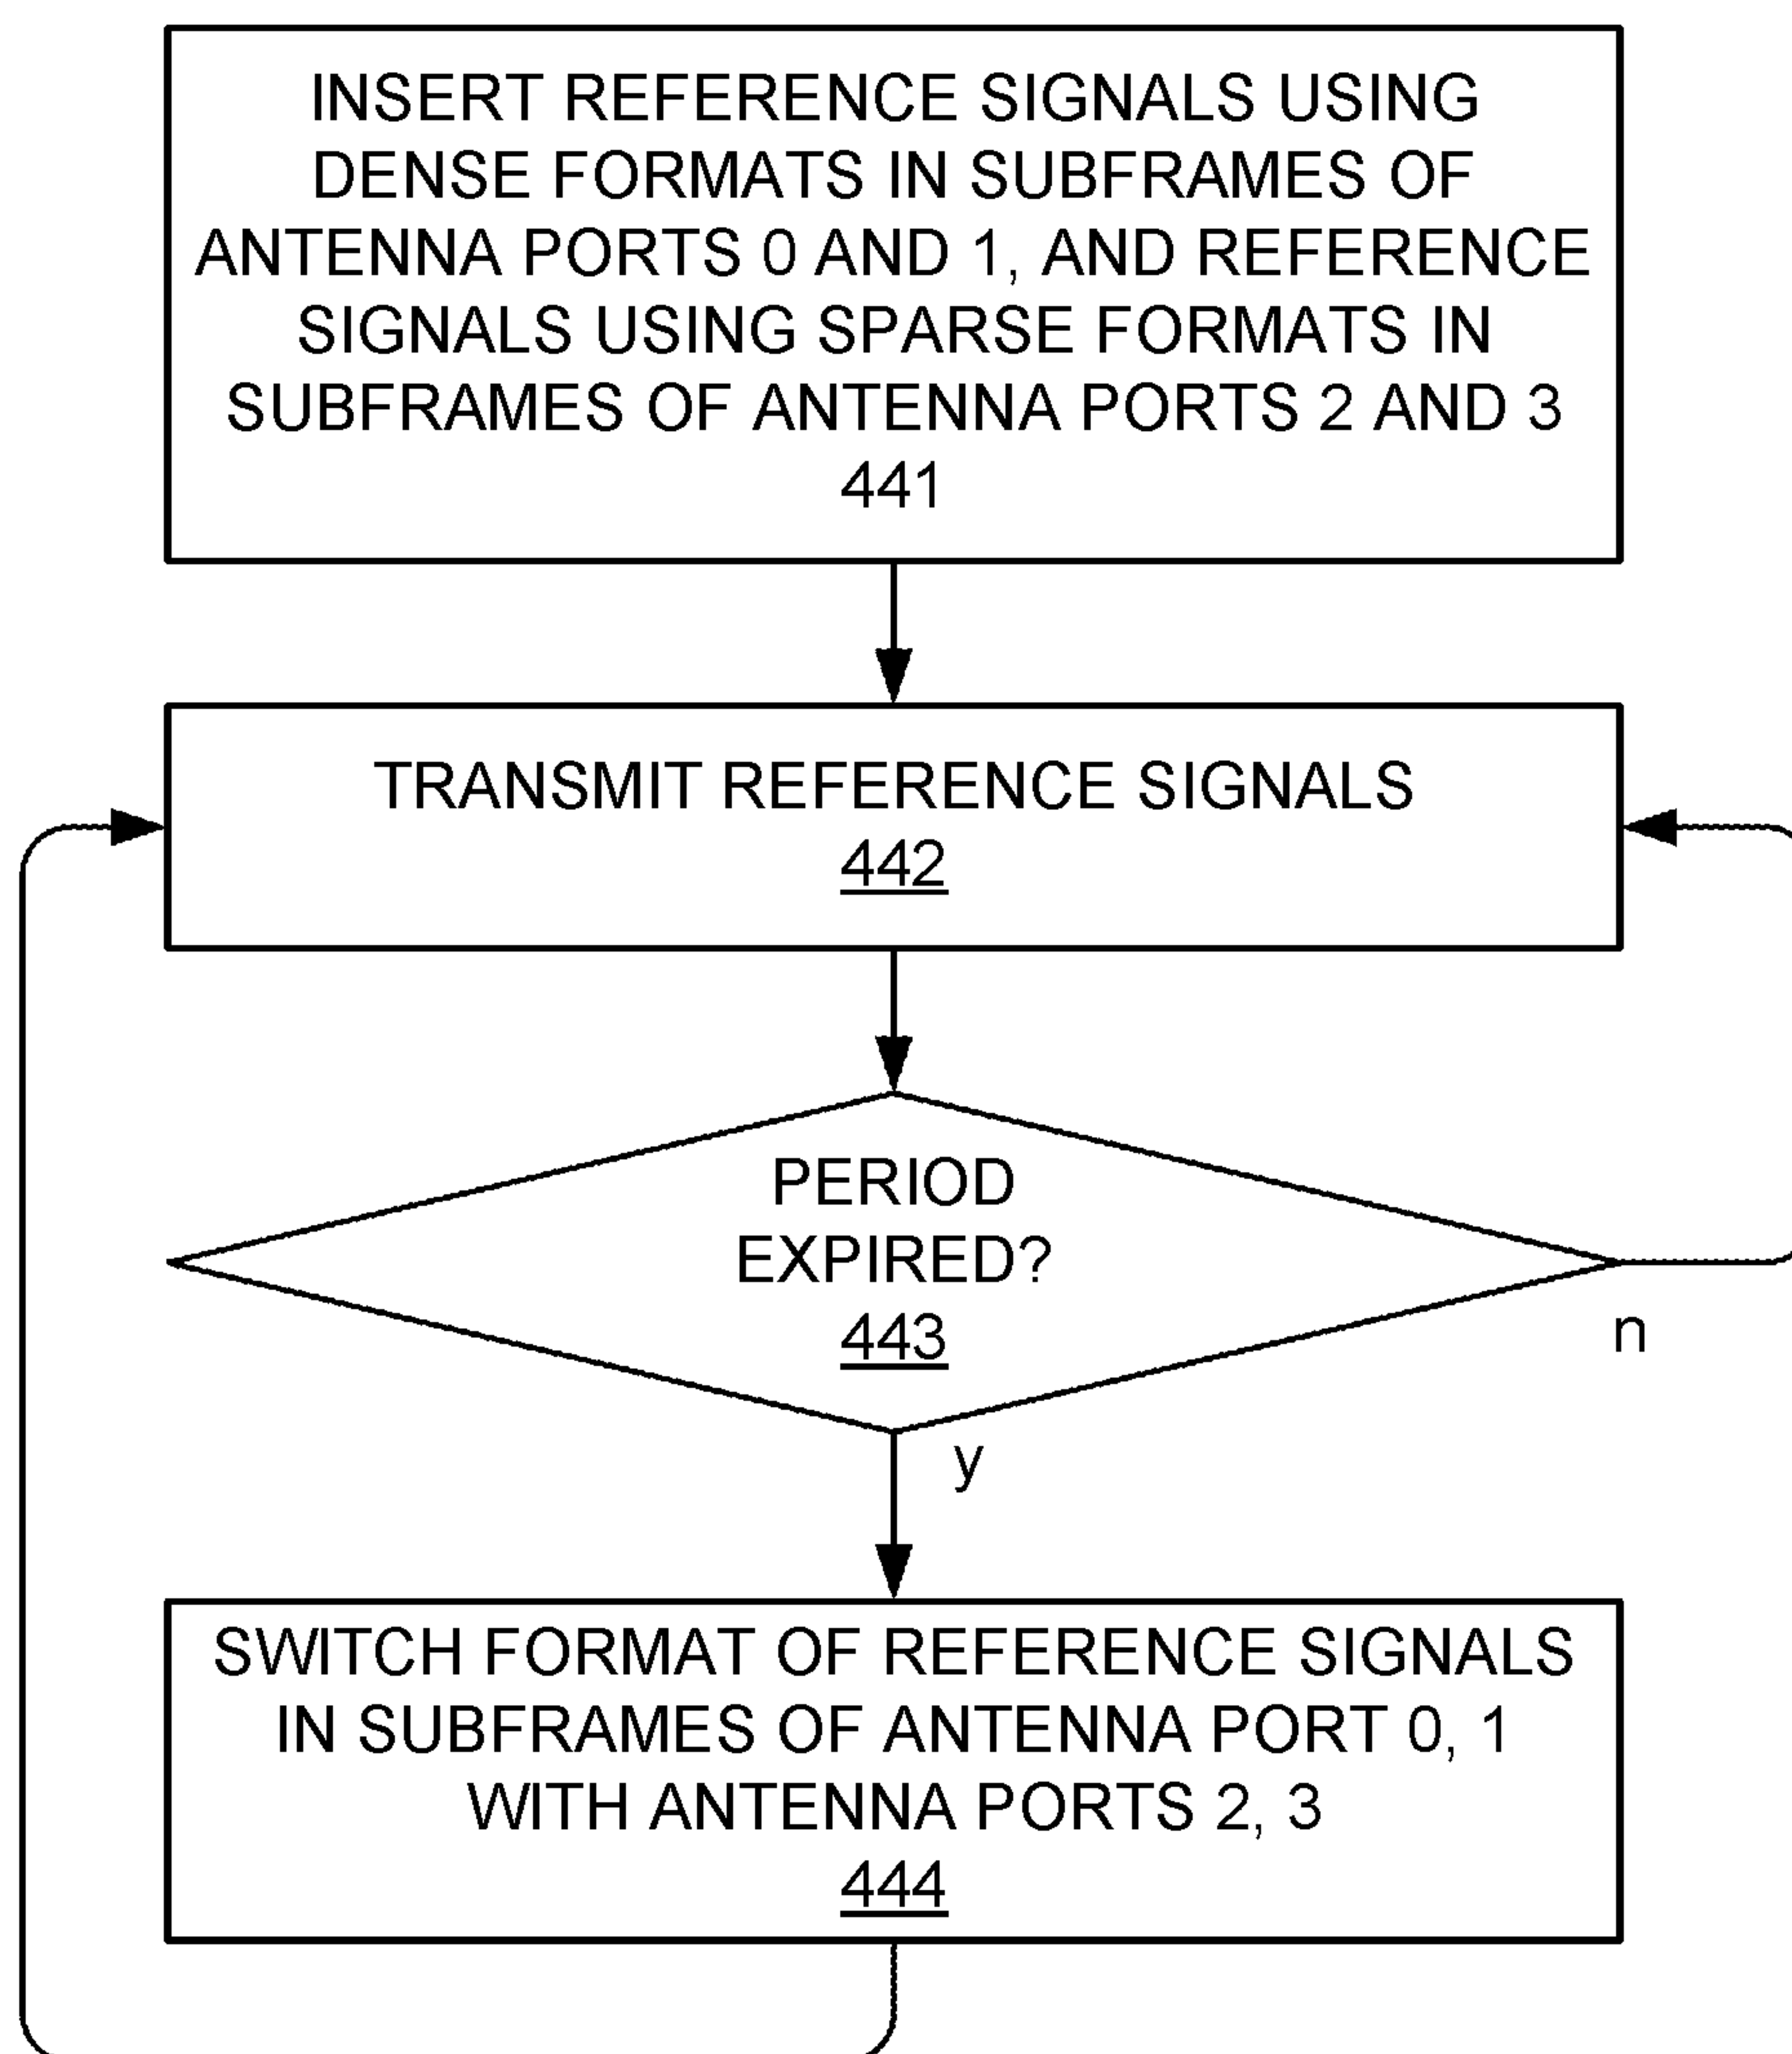 INSERT REFERENCE SIGNALS USING
DENSE FORMATS IN SUBFRAMES OF
ANTENNA PORTS 0 AND 1, AND REFERENCE
SIGNALS USING SPARSE FORMATS IN
SUBFRAMES OF ANTENNA PORTS 2 AND 3
441
TRANSMIT REFERENCE SIGNALS
442
PERIOD
EXPIRED?
443
n
y
SWITCH FORMAT OF REFERENCE SIGNALS
IN SUBFRAMES OF ANTENNA PORT 0, 1
WITH ANTENNA PORTS 2, 3
444